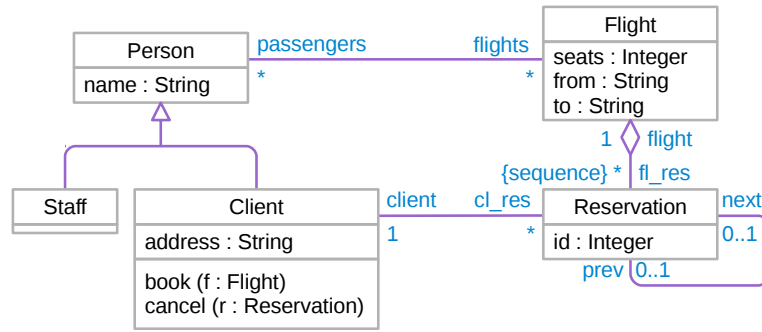 Flight
Person
passengers
flights
seats : Integer
from : String
to : String
name : String
*
*
1
flight
{sequence} *
fl_res
Staff
Client
client
cl_res
Reservation
next
address : String
1
*
id : Integer
0..1
book (f : Flight)
cancel (r : Reservation)
prev
0..1